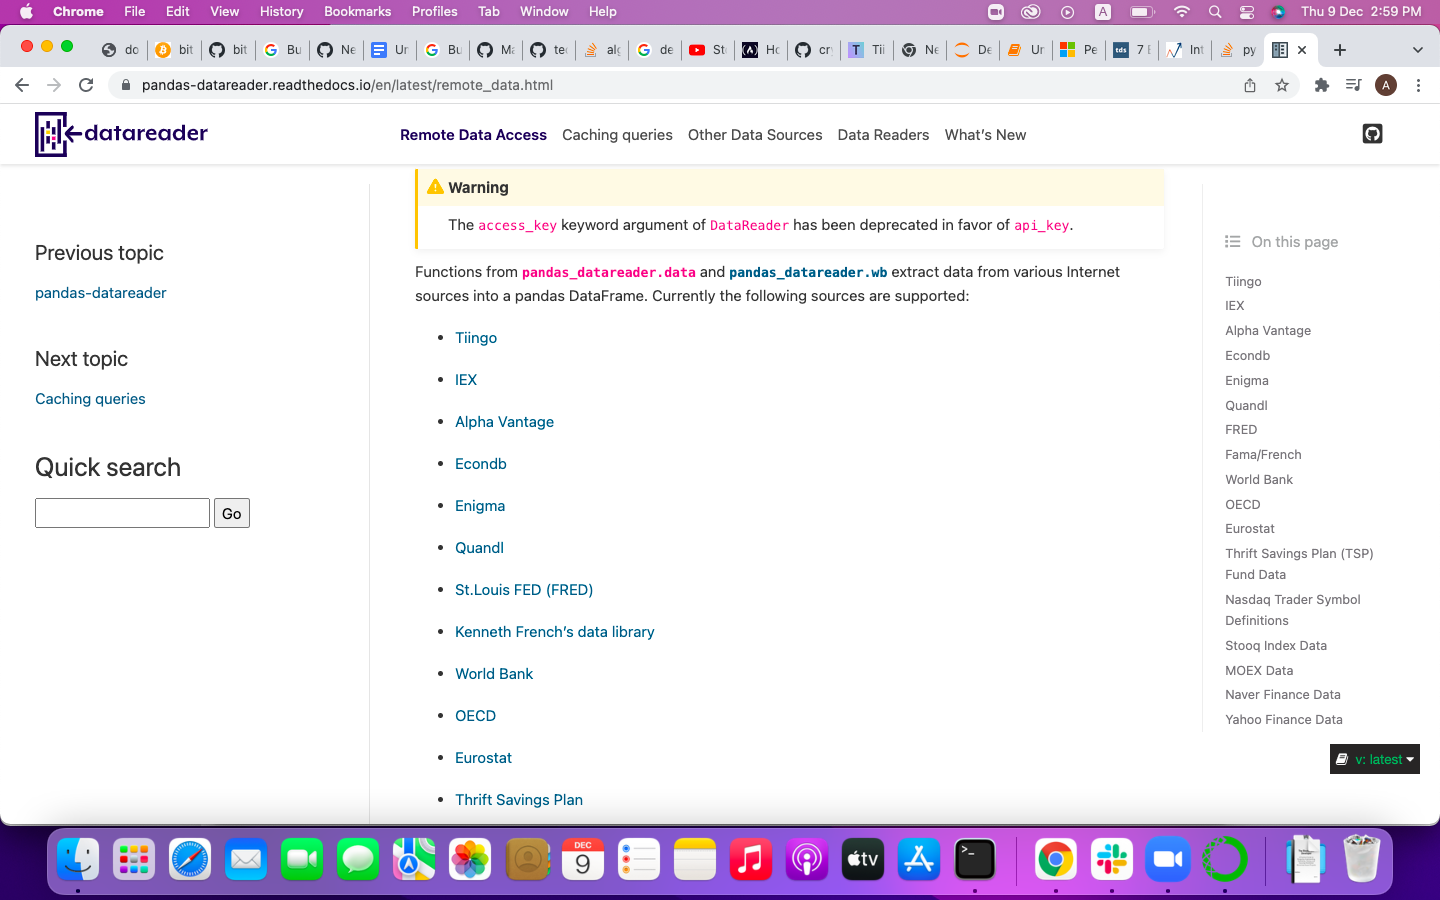 Chrome File Edit View History Bookmarks Profiles Tab Window Help
A
Thu 9 Dec 2:59 PM
do bit bit Bu Ne Un Bu Ma tec alg de Sto Ho cry Tii Ne De Un Pe 7 E Int py
pandas-datareader.readthedocs.io/en/latest/remote_data.html
A
datareader
Remote Data Access Caching queries Other Data Sources Data Readers What's New
Previous topic
pandas-datareader
Next topic
Caching queries
Quick search
Go
Warning
The access_key keyword argument of DataReader has been deprecated in favor of api_key.
Functions from pandas_datareader.data and pandas_datareader.wb extract data from various Internet
sources into a pandas DataFrame. Currently the following sources are supported:
• Tiingo
• IEX
• Alpha Vantage
• Econdb
• Enigma
• Quandl
• St.Louis FED (FRED)
• Kenneth French's data library
• World Bank
• OECD
• Eurostat
• Thrift Savings Plan
On this page
Tiingo
IEX
Alpha Vantage
Econdb
Enigma
Quandl
FRED
Fama/French
World Bank
OECD
Eurostat
Thrift Savings Plan (TSP)
Fund Data
Nasdaq Trader Symbol
Definitions
Stooq Index Data
MOEX Data
Naver Finance Data
Yahoo Finance Data
v: latest
DEC
9
tv